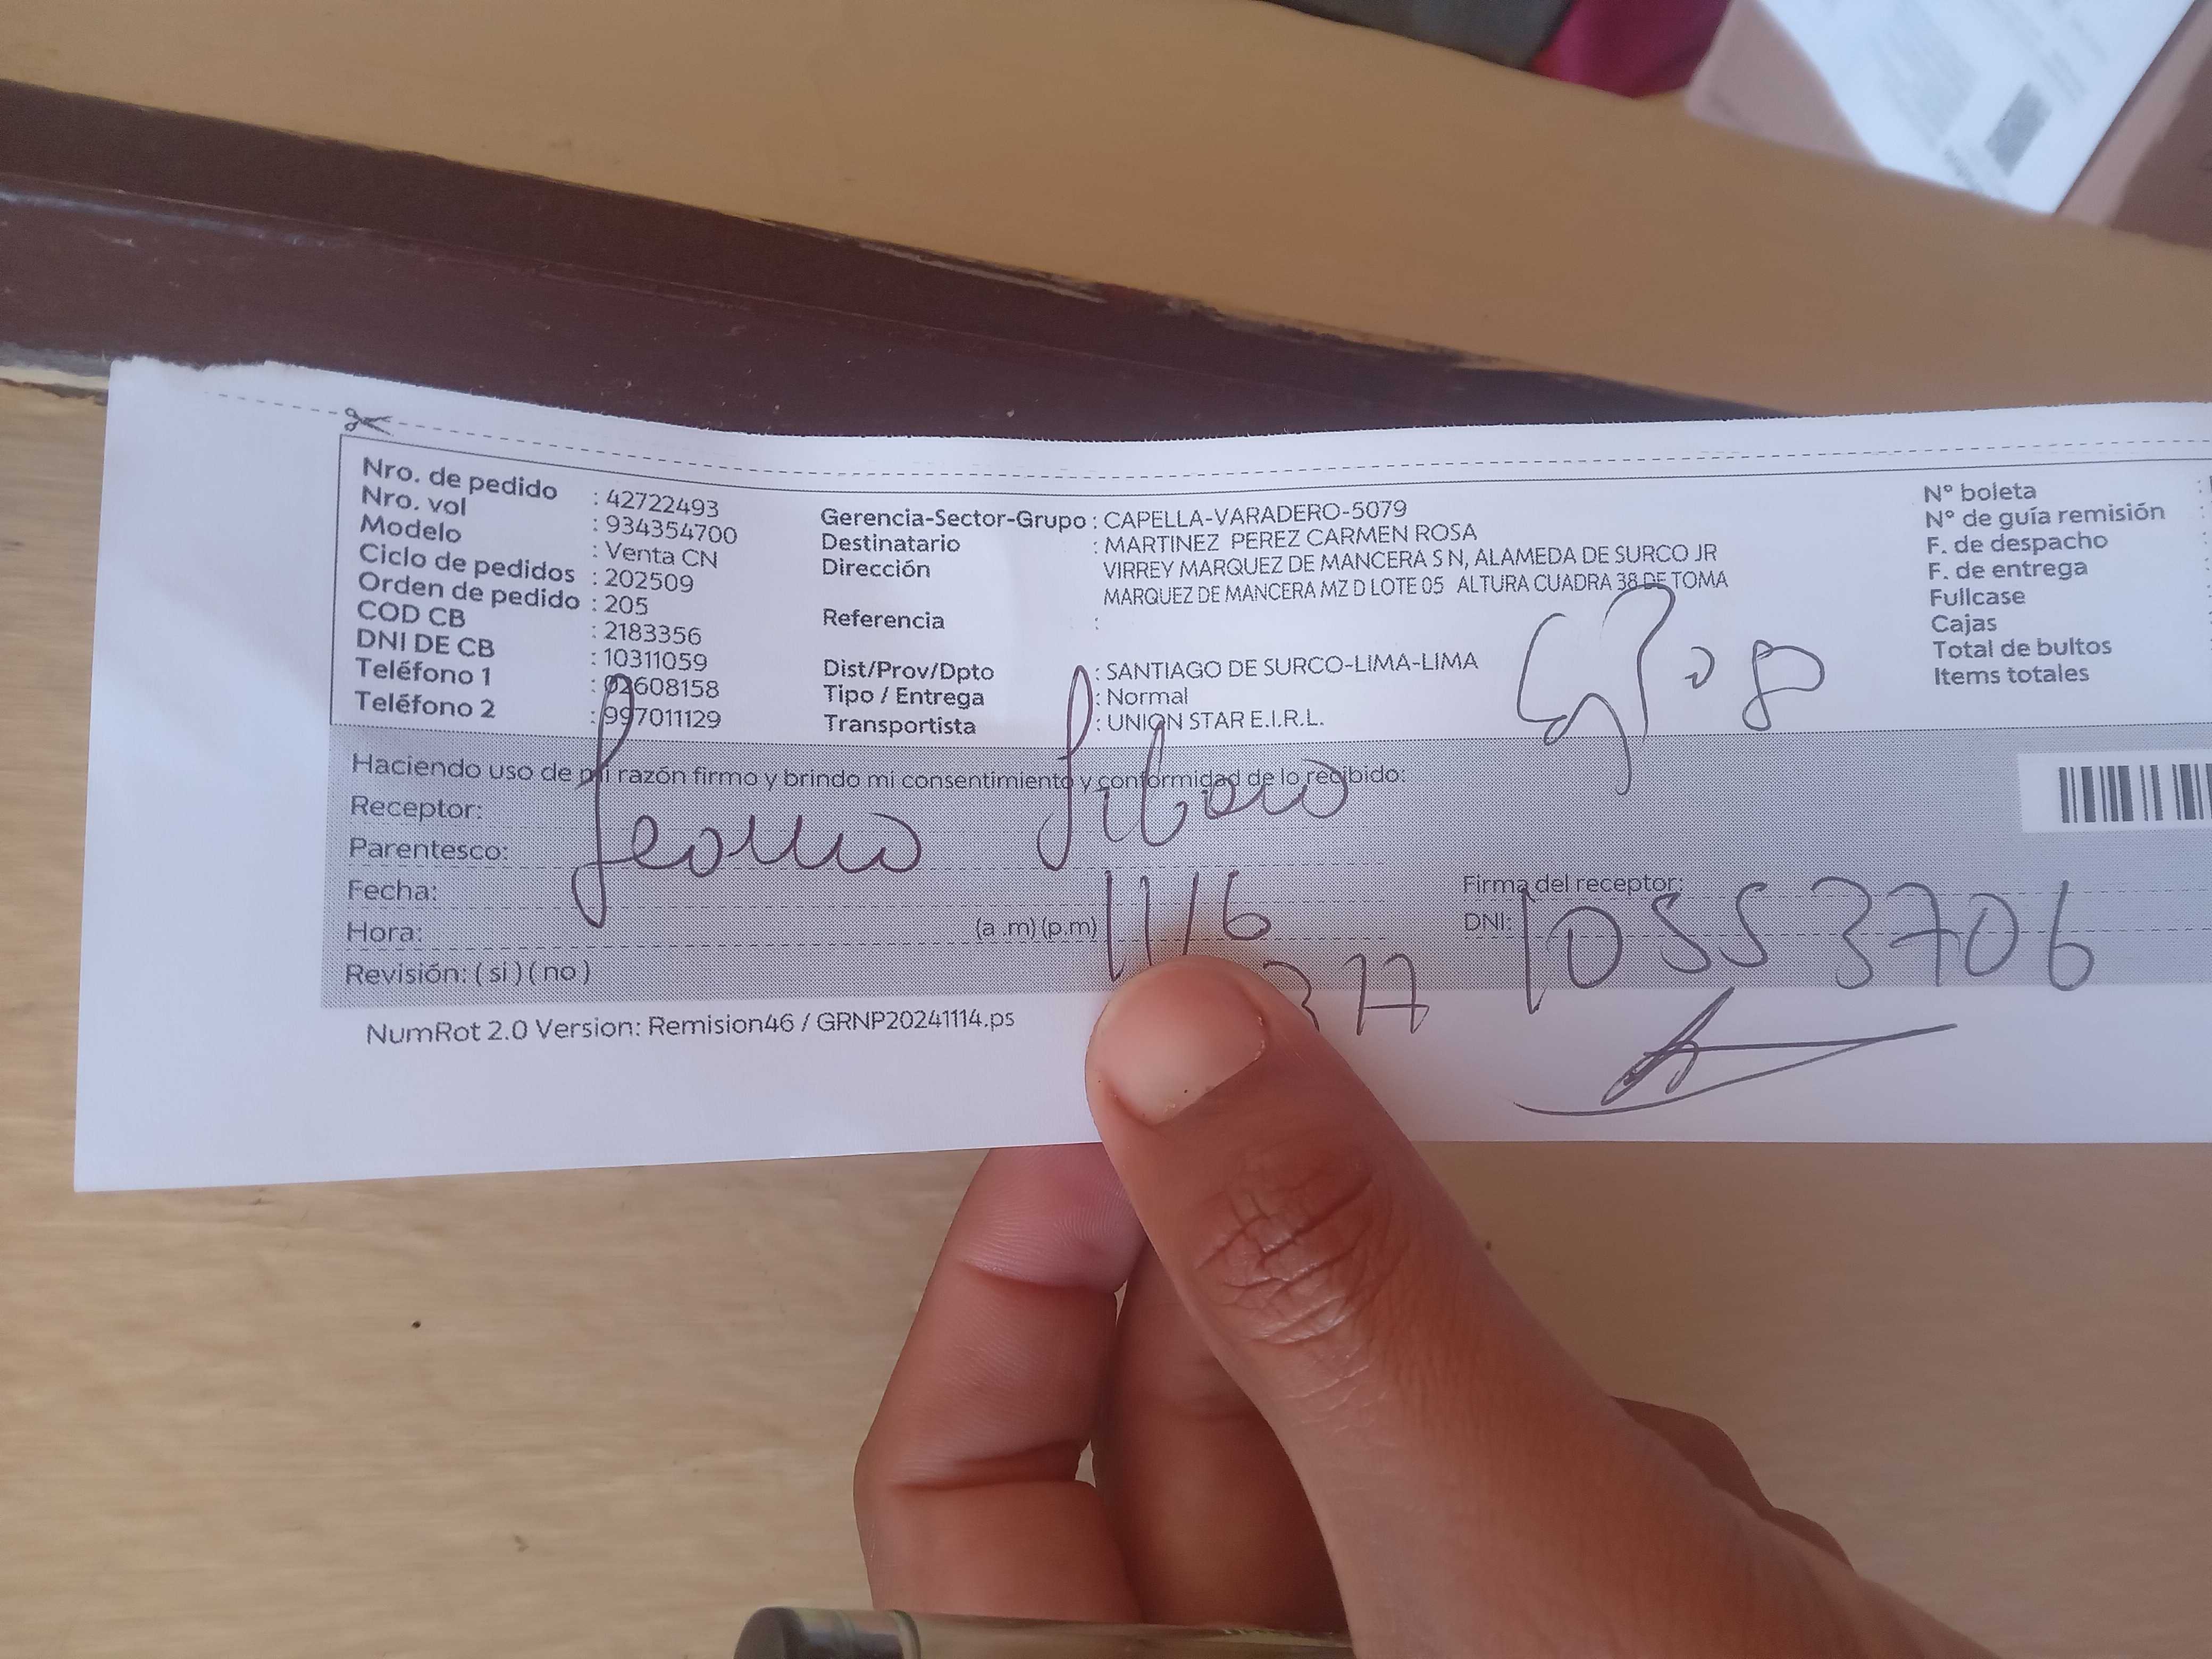 Nro. de pedido : 42722493
Nro. vol : 934354700
Modelo : Venta CN
Ciclo de pedidos : 202509
Orden de pedido : 205
COD CB : 2183356
DNI DE CB : 10311059
Teléfono 1 : 02608158
Teléfono 2 : 997011129
Gerencia-Sector-Grupo : CAPELLA-VARADERO-5079
Destinatario : MARTINEZ PEREZ CARMEN ROSA
Dirección VIRREY MARQUEZ DE MANCERA S N, ALAMEDA DE SURCO JR
MARQUEZ DE MANCERA MZ D LOTE 05 ALTURA CUADRA 38 DE TOMA
Referencia :
Dist/Prov/Dpto : SANTIAGO DE SURCO-LIMA-LIMA
Tipo / Entrega : Normal
Transportista : UNION STAR E.I.R.L.
N° boleta :
N° de guía remisión :
F. de despacho
F. de entrega
Fullcase
Cajas
Total de bultos
Items totales
Haciendo uso de mi razón firmo y brindo mi consentimiento y conformidad de lo recibido:
Receptor:
Parentesco:
Fecha: 11/6
Hora: (a .m) (p.m)
Revisión: ( si ) ( no )
Firma del receptor:
DNI: 10553706
NumRot 2.0 Version: Remision46 / GRNP20241114.ps